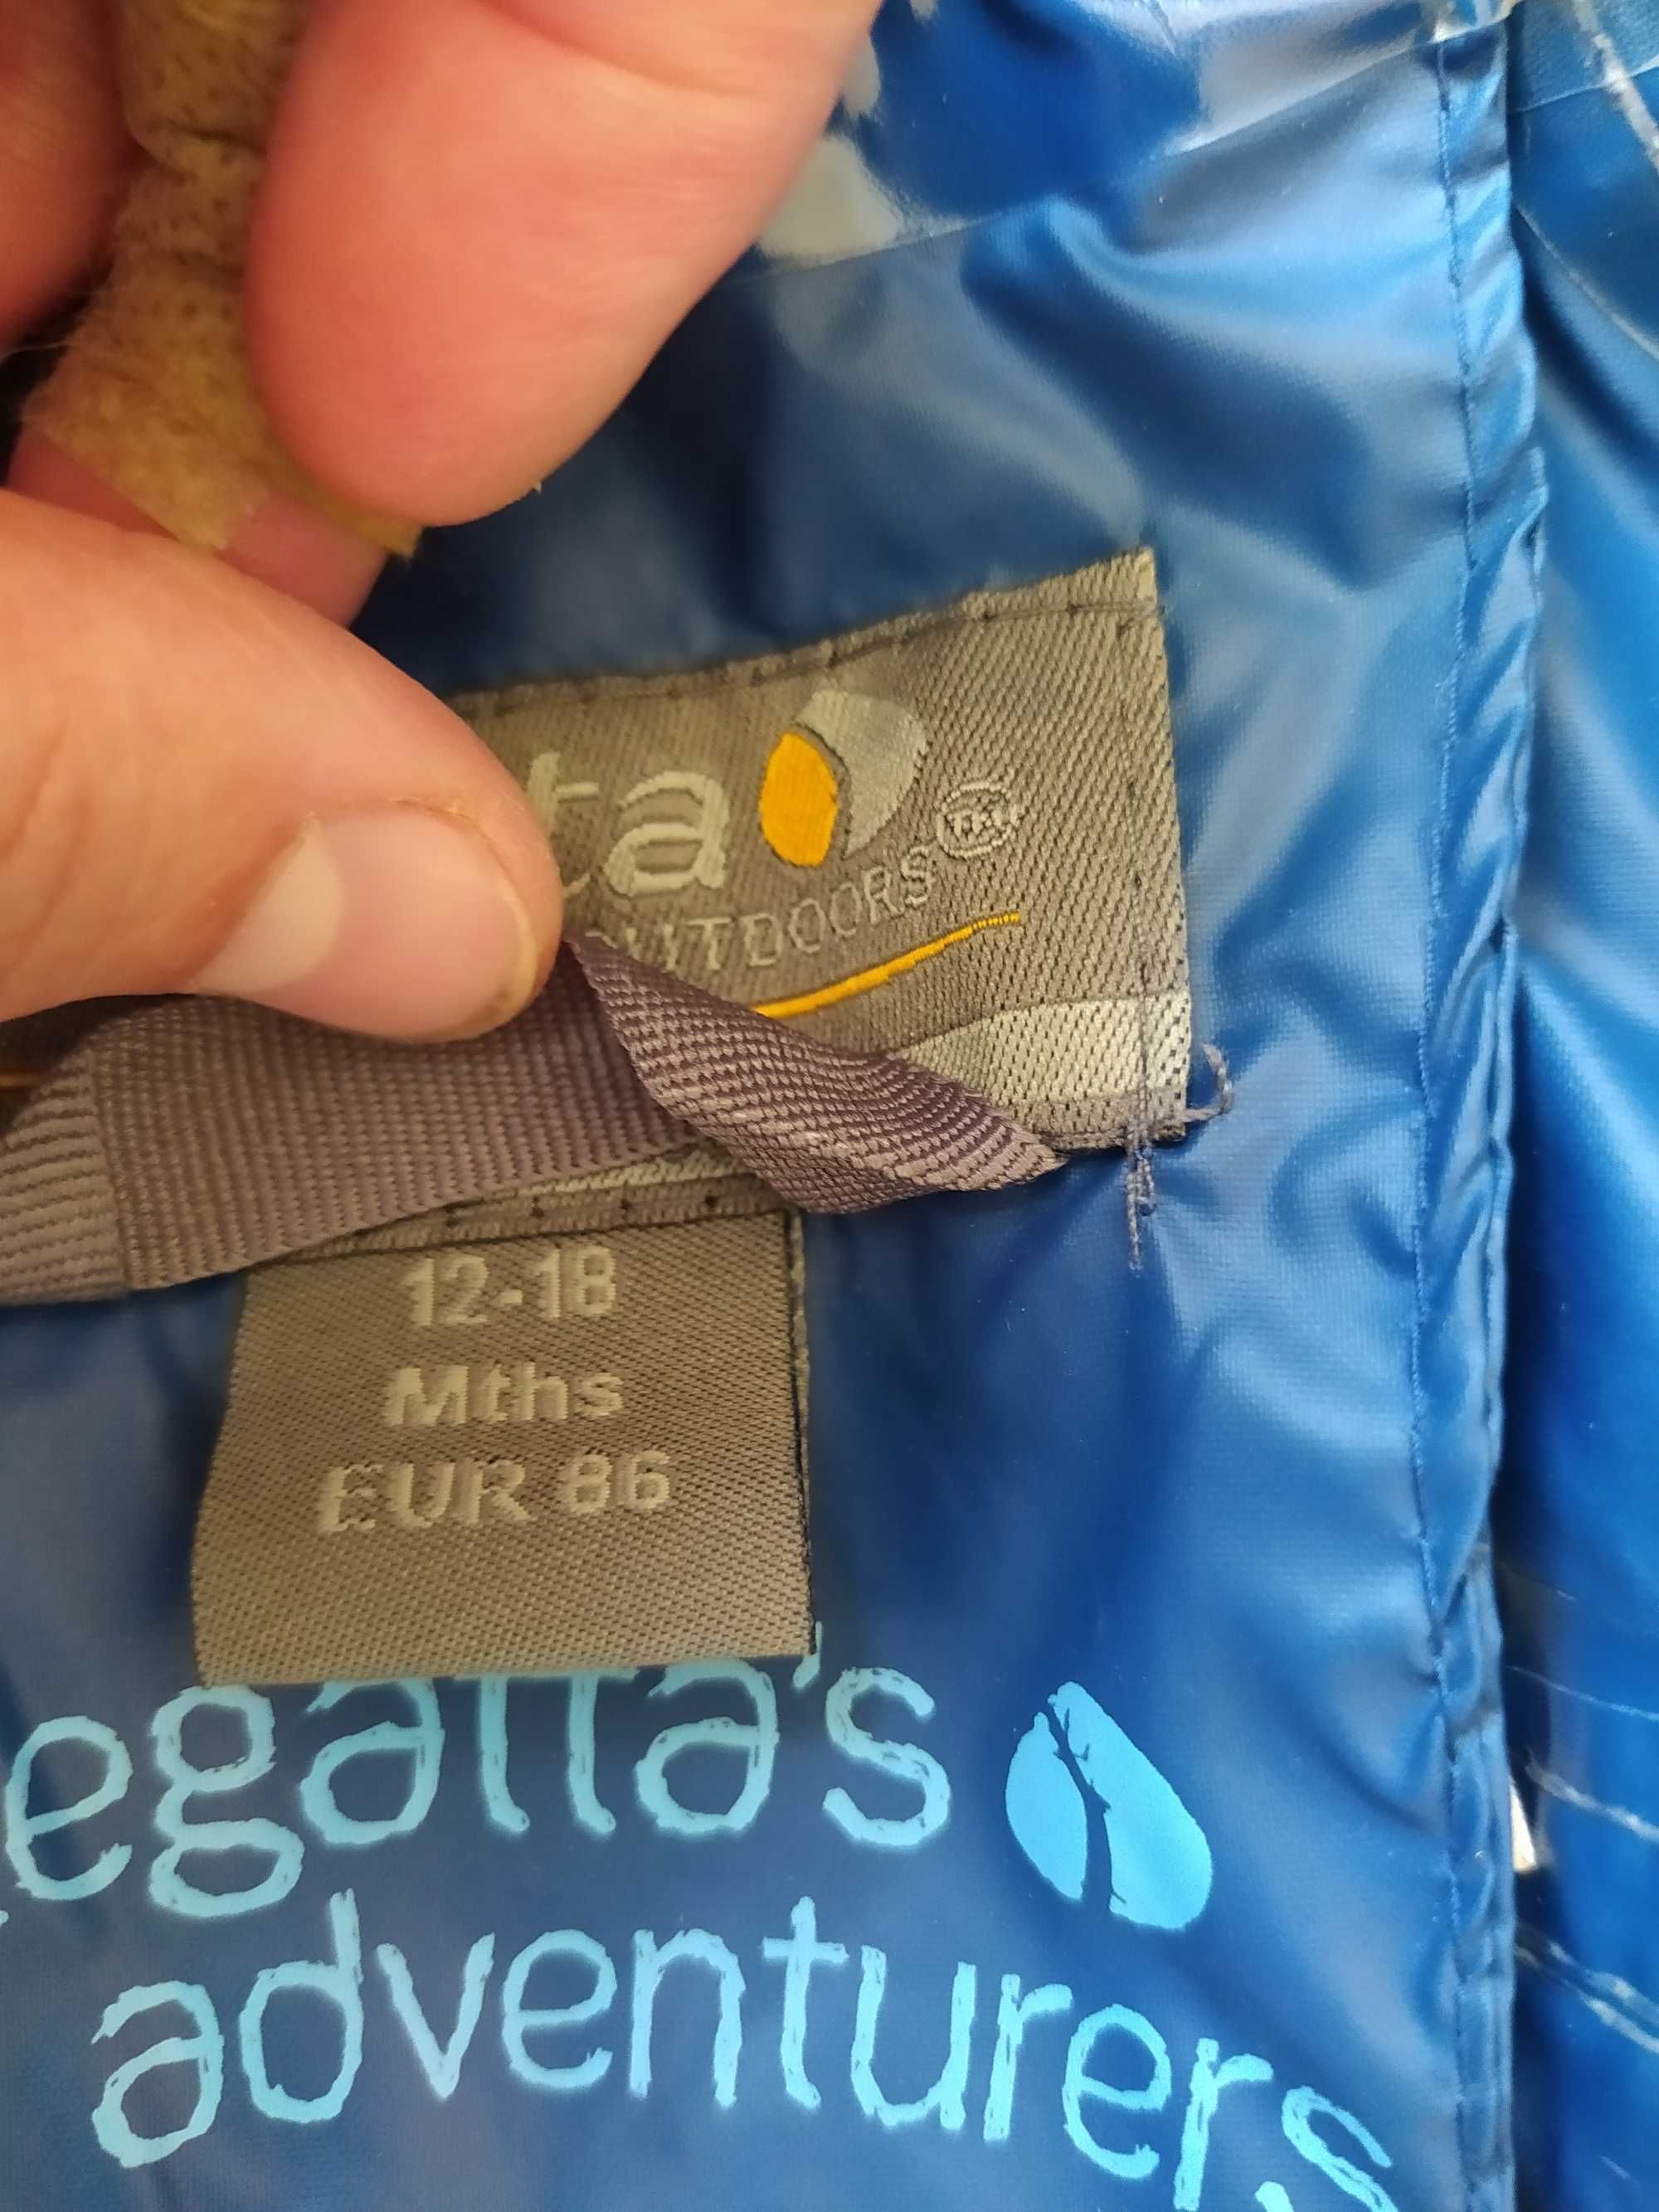 ta
OUTDOORS
12-18
Mths
EUR 86
egatta's
adventurers